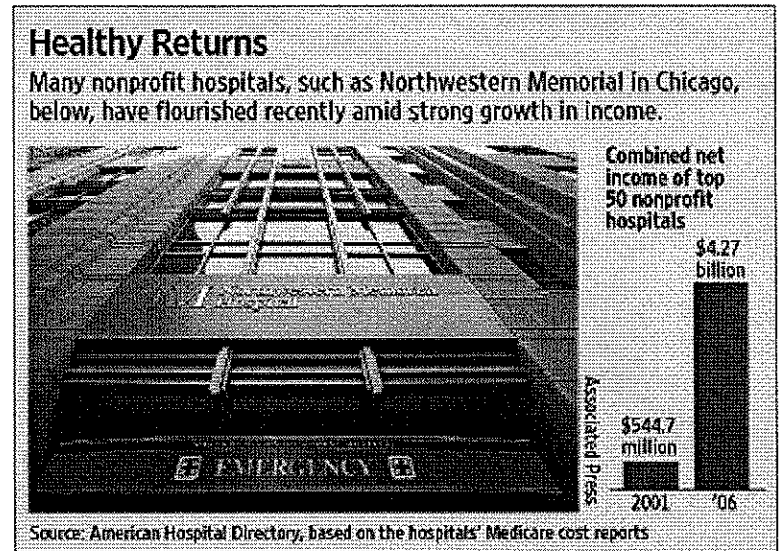 Healthy Returns
Many nonprofit hospitals, such as Northwestern Memorial in Chicago,
below, have flourished recently amid strong growth in income.
Combined net
income of top
50 nonprofit
hospitals
$4.27
billion
$544.7
million
2001 '06
Associated Press
EMERGENCY
Source: American Hospital Directory, based on the hospitals' Medicare cost reports